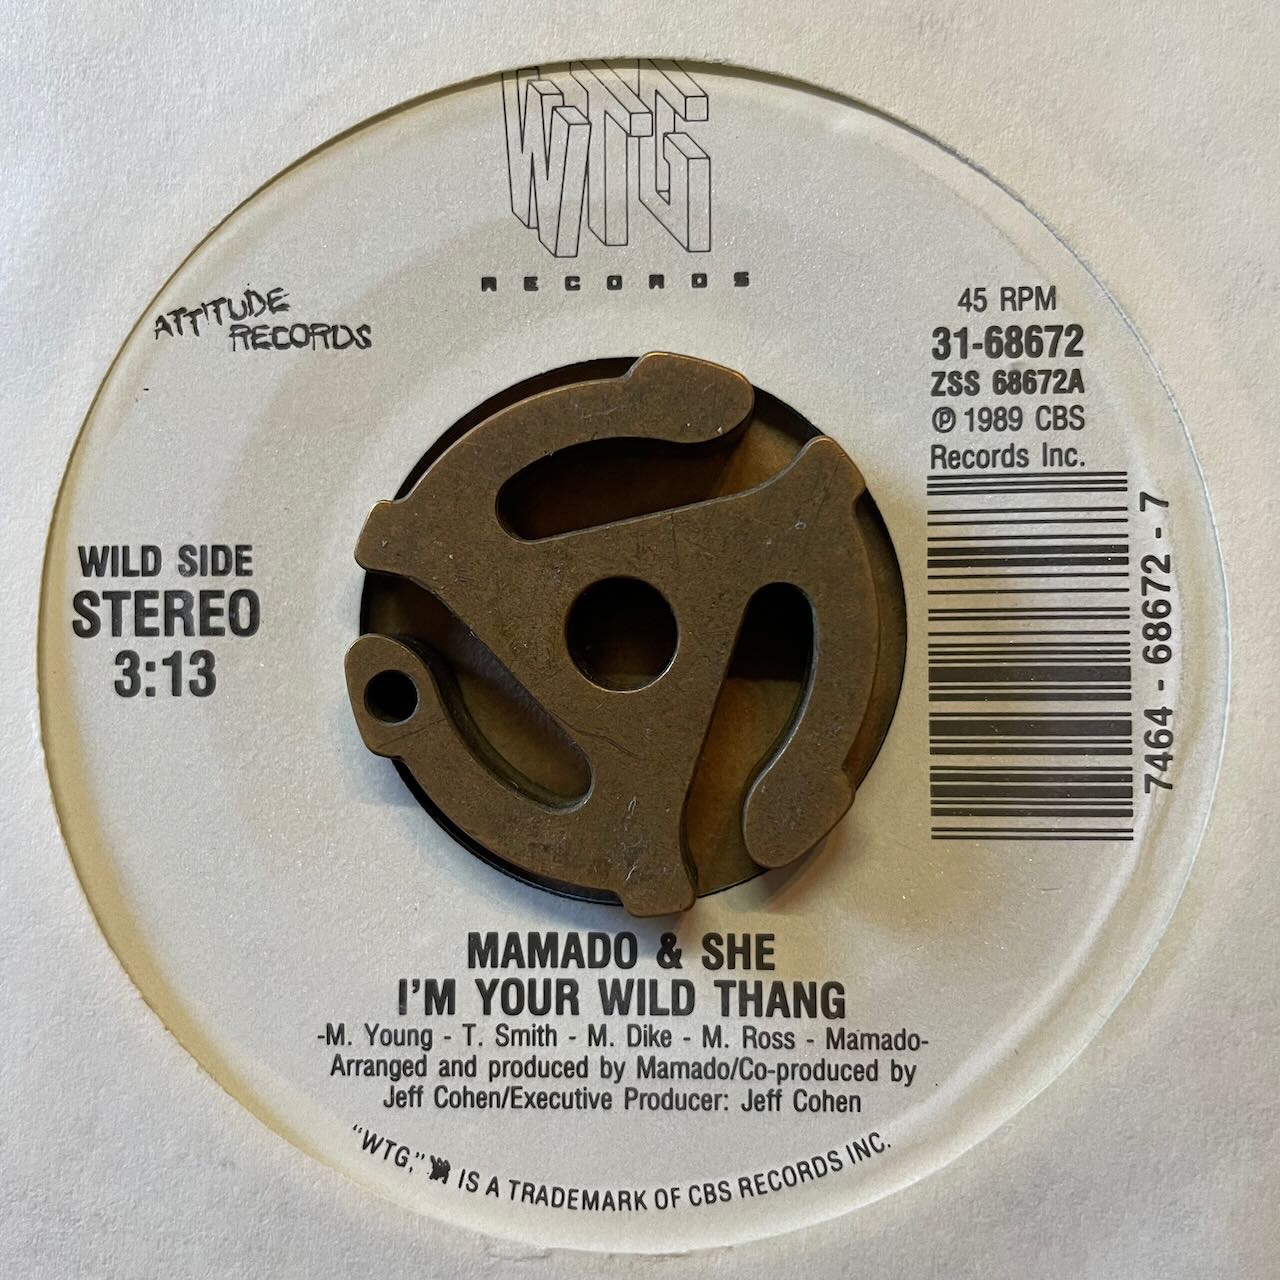 WTG
RECORDS
ATTITUDE
RECORDS
45 RPM
31-68672
ZSS 68672A
℗ 1989 CBS
Records Inc.
7464 - 68672 - 7
WILD SIDE
STEREO
3:13
MAMADO & SHE
I'M YOUR WILD THANG
-M. Young - T. Smith - M. Dike - M. Ross - Mamado-
Arranged and produced by Mamado/Co-produced by
Jeff Cohen/Executive Producer: Jeff Cohen
"WTG," IS A TRADEMARK OF CBS RECORDS INC.